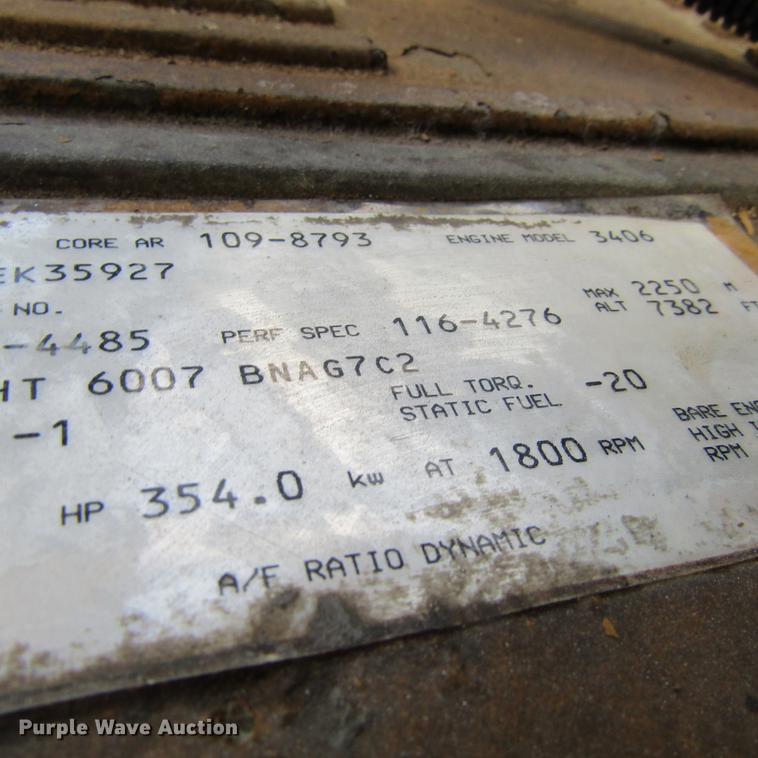 CORE AR 109-8793 ENGINE MODEL 3406
EK35927
NO. MAX 2250 M
-4485 PERF SPEC 116-4276 ALT 7382 FT
HT 6007 BNAG7C2
FULL TORQ. -20
-1 STATIC FUEL BARE ENG
HIGH I
HP 354.0 kw AT 1800 RPM RPM
A/F RATIO DYNAMIC
Purple Wave Auction